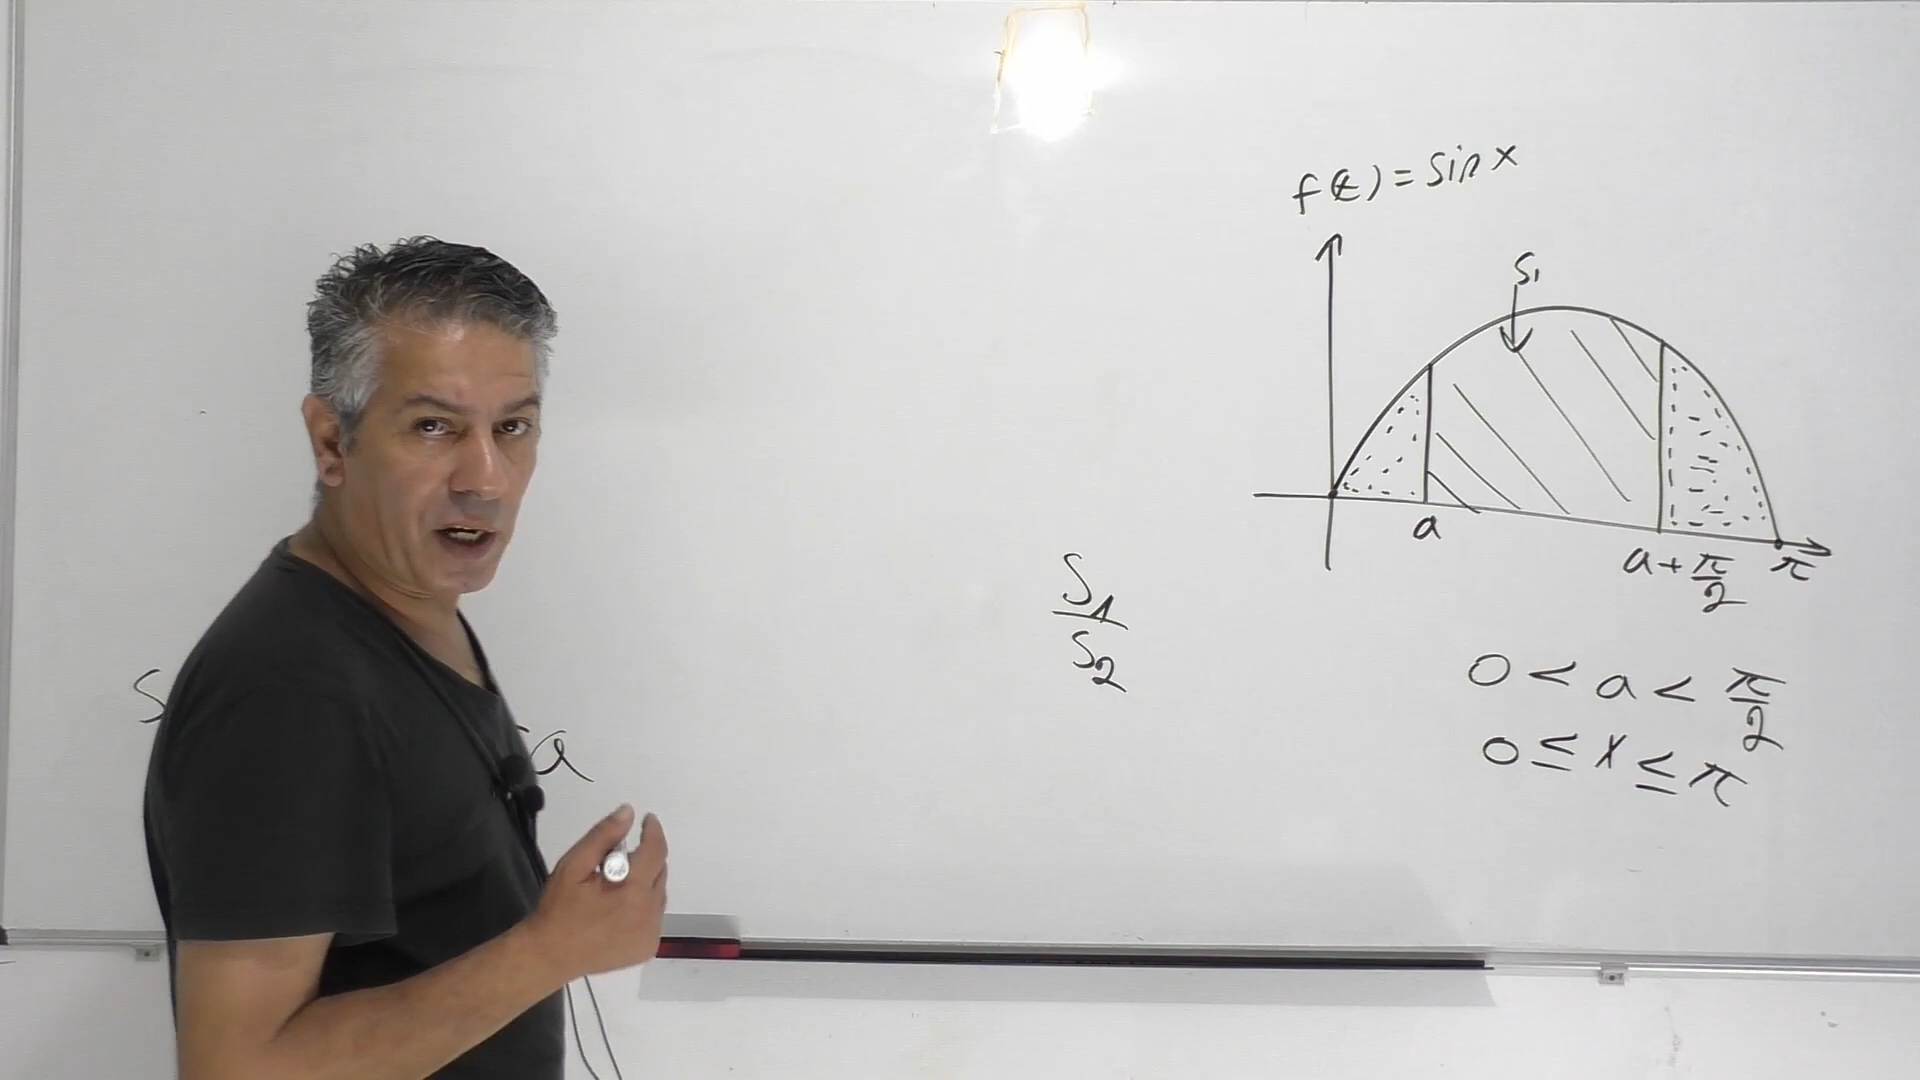 f(x) = sin x
S₁
a
a + π/2
π
S₁/S₂
0 < a < π/2
0 ≤ x ≤ π
S
a